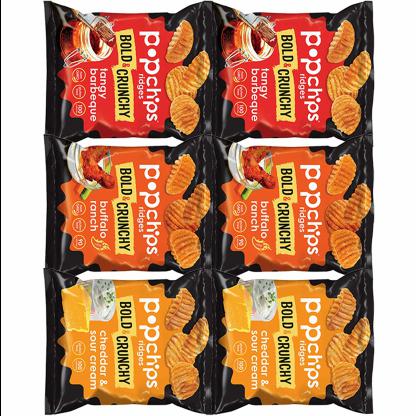 popchips
ridges
BOLD & CRUNCHY
tangy
barbeque
popchips
ridges
BOLD & CRUNCHY
tangy
barbeque
popchips
ridges
BOLD & CRUNCHY
buffalo
ranch
popchips
ridges
BOLD & CRUNCHY
buffalo
ranch
popchips
ridges
BOLD & CRUNCHY
cheddar &
sour cream
popchips
ridges
BOLD & CRUNCHY
cheddar &
sour cream